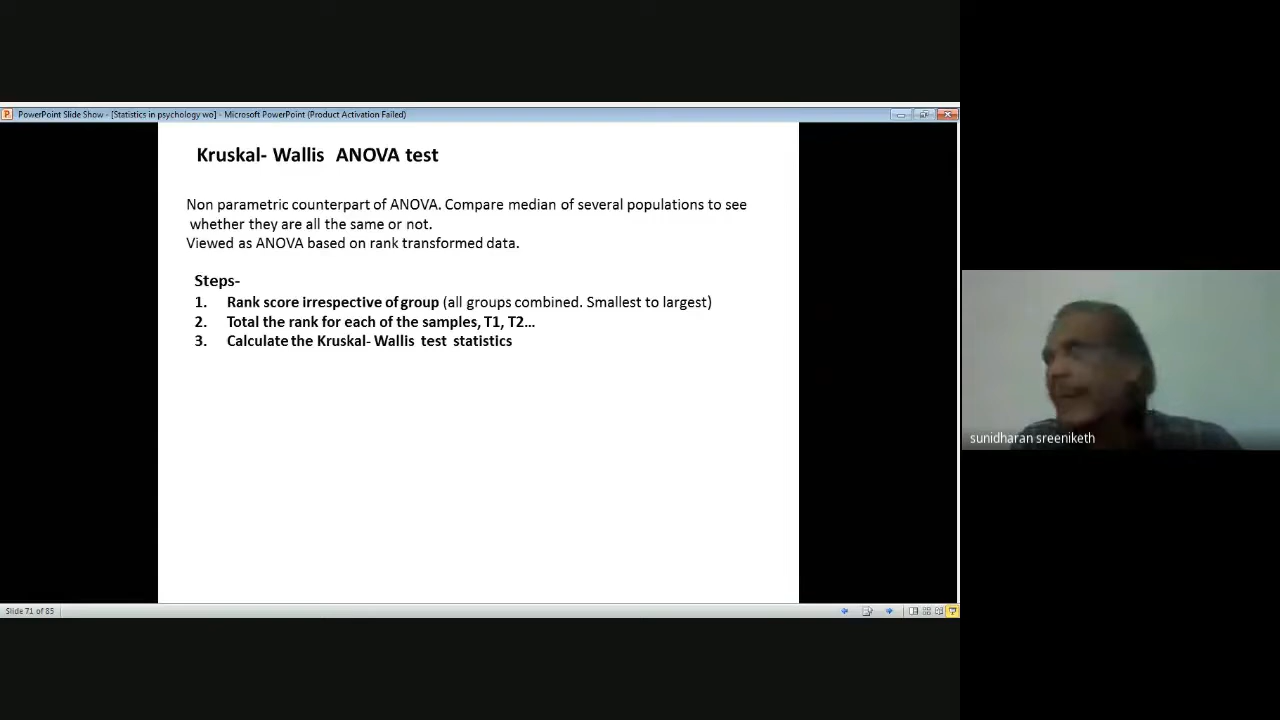 PowerPoint Slide Show - [Statistics in psychology wo] - Microsoft PowerPoint (Product Activation Failed)
Kruskal- Wallis ANOVA test
Non parametric counterpart of ANOVA. Compare median of several populations to see
whether they are all the same or not.
Viewed as ANOVA based on rank transformed data.
Steps-
1. Rank score irrespective of group (all groups combined. Smallest to largest)
2. Total the rank for each of the samples, T1, T2...
3. Calculate the Kruskal- Wallis test statistics
sunidharan sreeniketh
Slide 71 of 85